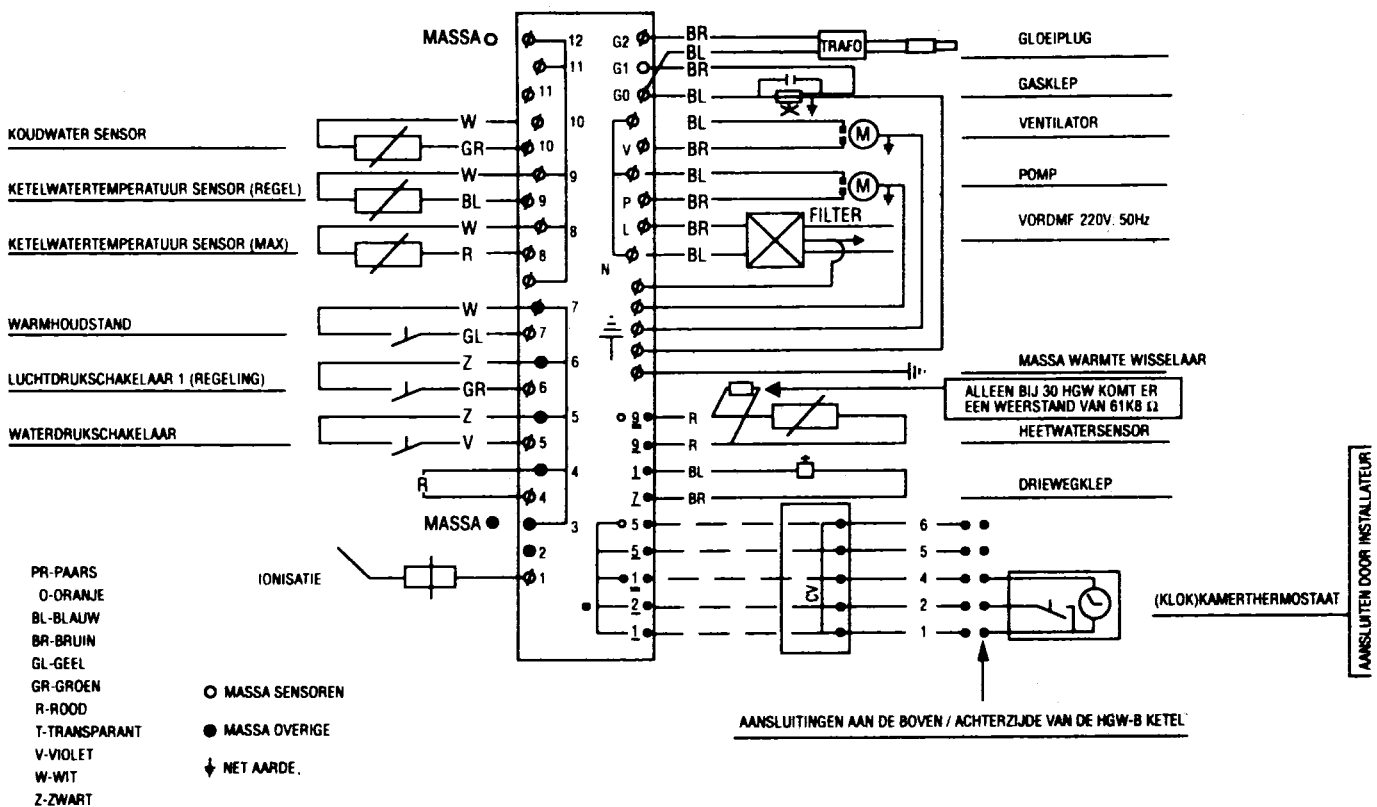 MASSA
12
11
11
10
10
9
9
8
8
7
7
6
6
5
5
4
4
3
2
1
G2
G1
G0
V
P
L
N
BR
BL
BR
BL
BL
BR
BL
BR
BR
BL
TRAFO
FILTER
M
M
GLOEIPLUG
GASKLEP
VENTILATOR
POMP
VORDMF 220V. 50Hz
KOUDWATER SENSOR
W
GR
KETELWATERTEMPERATUUR SENSOR (REGEL)
W
BL
KETELWATERTEMPERATUUR SENSOR (MAX)
W
R
WARMHOUDSTAND
W
GL
LUCHTDRUKSCHAKELAAR 1 (REGELING)
Z
GR
WATERDRUKSCHAKELAAR
Z
V
R
MASSA
IONISATIE
MASSA WARMTE WISSELAAR
ALLEEN BIJ 30 HGW KOMT ER
EEN WEERSTAND VAN 61K8 Ω
9
R
9
R
HEETWATERSENSOR
1
BL
7
BR
DRIEWEGKLEP
5
5
1
2
1
CV
6
5
4
2
1
(KLOK)KAMERTHERMOSTAAT
AANSLUITEN DOOR INSTALLATEUR
AANSLUITINGEN AAN DE BOVEN / ACHTERZIJDE VAN DE HGW-B KETEL
PR-PAARS
O-ORANJE
BL-BLAUW
BR-BRUIN
GL-GEEL
GR-GROEN
R-ROOD
T-TRANSPARANT
V-VIOLET
W-WIT
Z-ZWART
MASSA SENSOREN
MASSA OVERIGE
NET AARDE.